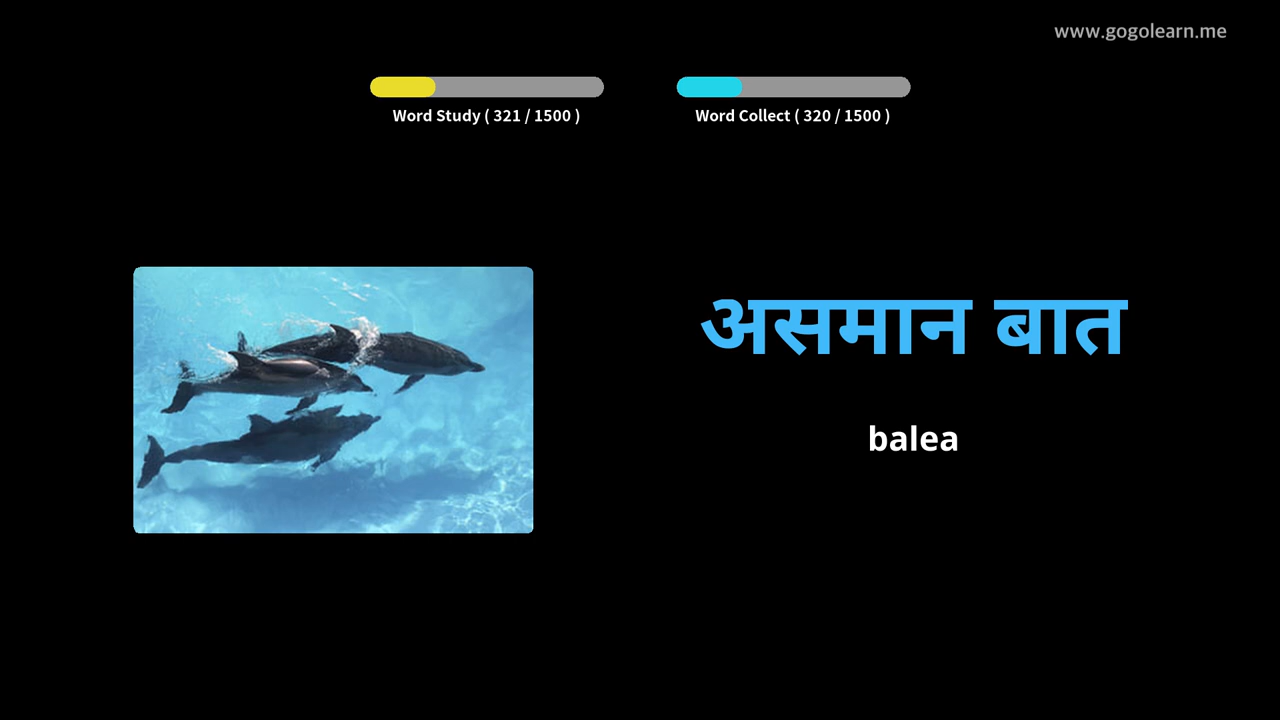 www.gogolearn.me
Word Study ( 321 / 1500 )
Word Collect ( 320 / 1500 )
असमान बात
balea